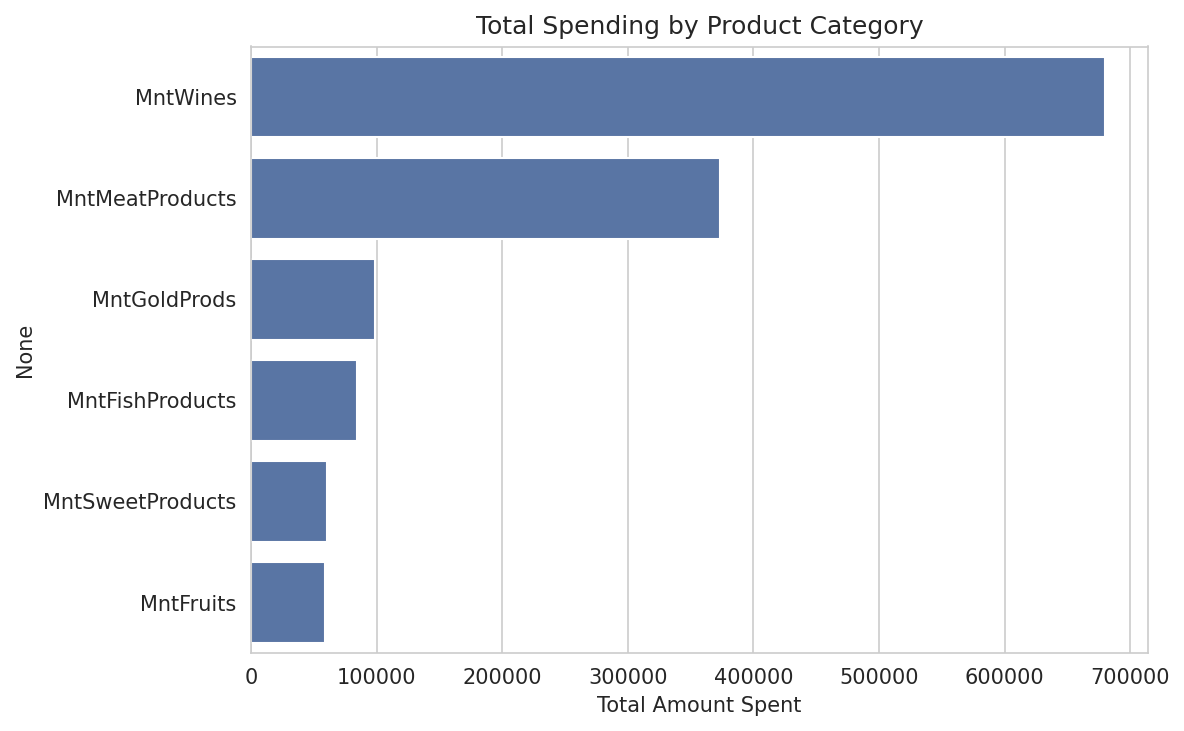 Total Spending by Product Category
MntWines
MntMeatProducts
MntGoldProds
None
MntFishProducts
MntSweetProducts
MntFruits
0 100000 200000 300000 400000 500000 600000 700000
Total Amount Spent